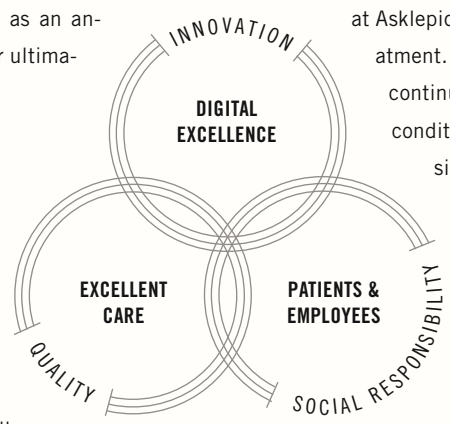 as an an-
ultima-
at Asklepio
atment.
continu
condit
si
INNOVATION
DIGITAL
EXCELLENCE
EXCELLENT
CARE
PATIENTS &
EMPLOYEES
QUALITY
SOCIAL RESPONSIBILITY